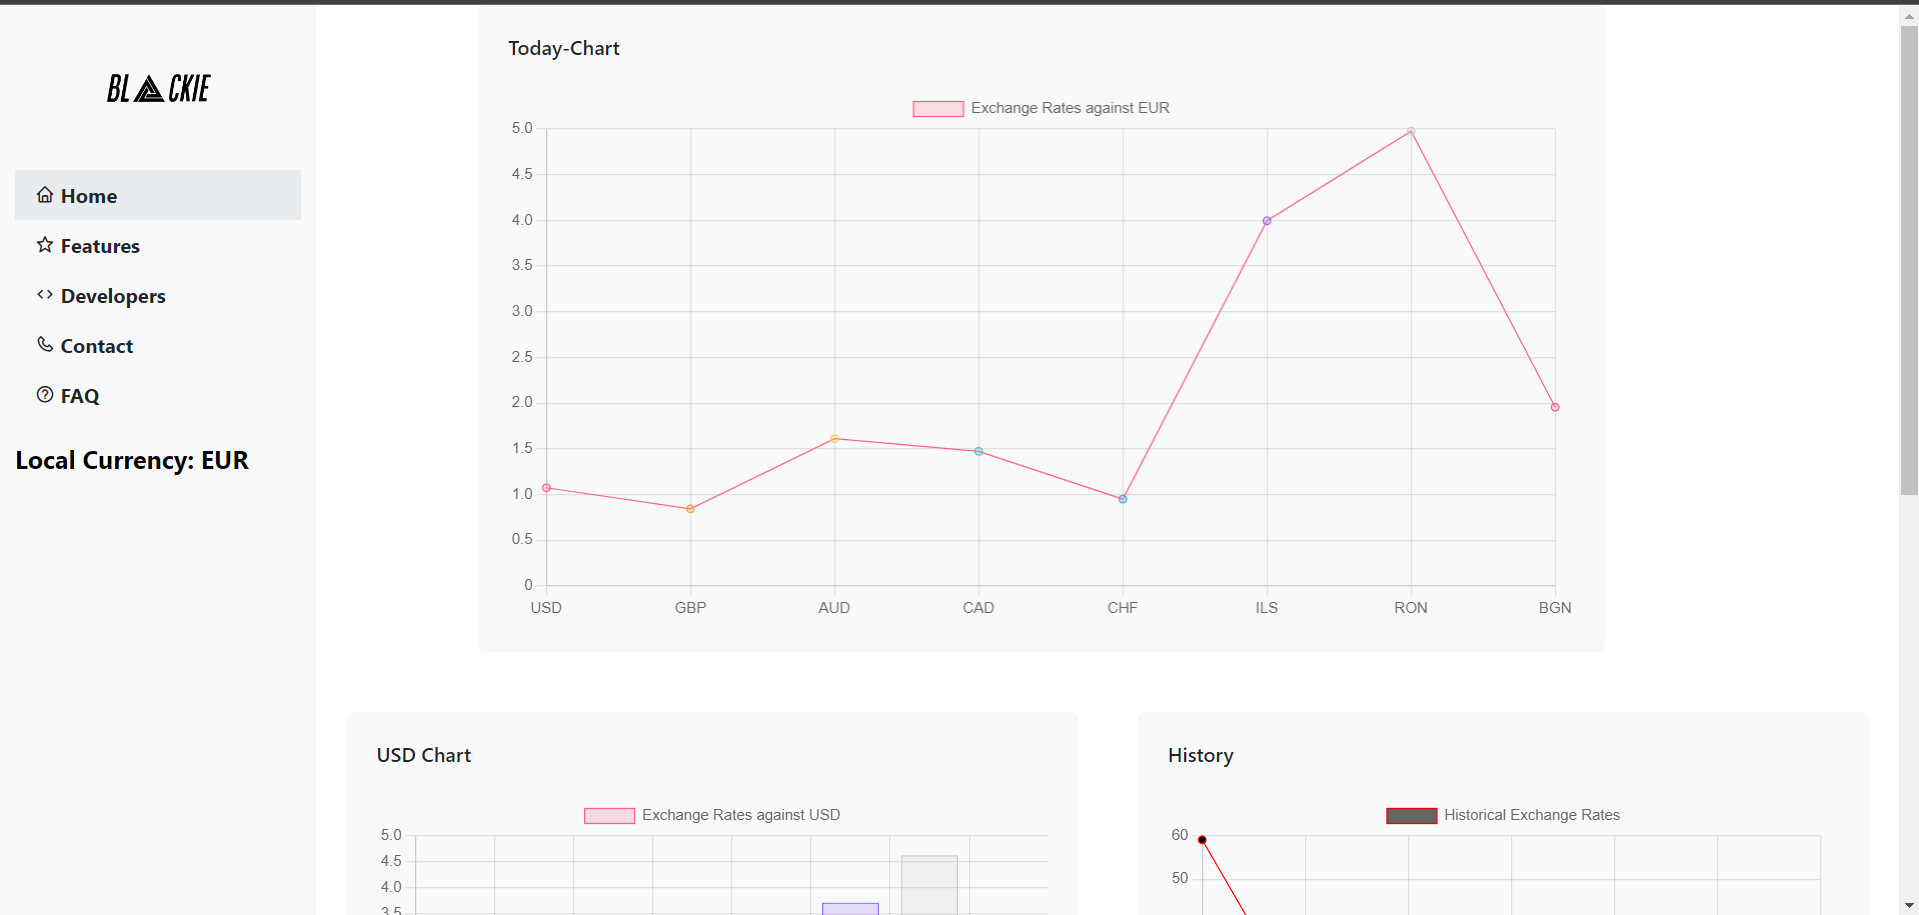 BLACKIE
Home
Features
Developers
Contact
FAQ
Local Currency: EUR
Today-Chart
Exchange Rates against EUR
5.0
4.5
4.0
3.5
3.0
2.5
2.0
1.5
1.0
0.5
0
USD GBP AUD CAD CHF ILS RON BGN
USD Chart
Exchange Rates against USD
5.0
4.5
4.0
3.5
History
Historical Exchange Rates
60
50